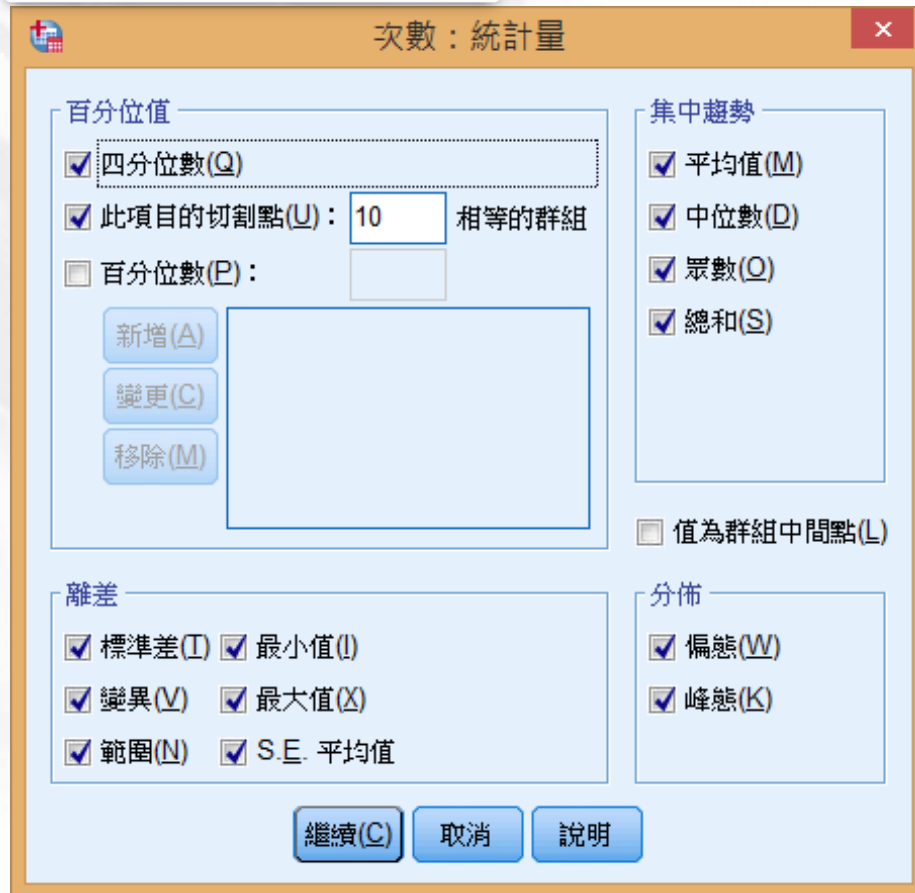 次數：統計量
百分位值
四分位數(Q)
此項目的切割點(U)： 10 相等的群組
百分位數(P)：
新增(A)
變更(C)
移除(M)
集中趨勢
平均值(M)
中位數(D)
眾數(O)
總和(S)
值為群組中間點(L)
離差
標準差(T) 最小值(I)
變異(V) 最大值(X)
範圍(N) S.E. 平均值
分佈
偏態(W)
峰態(K)
繼續(C) 取消 說明